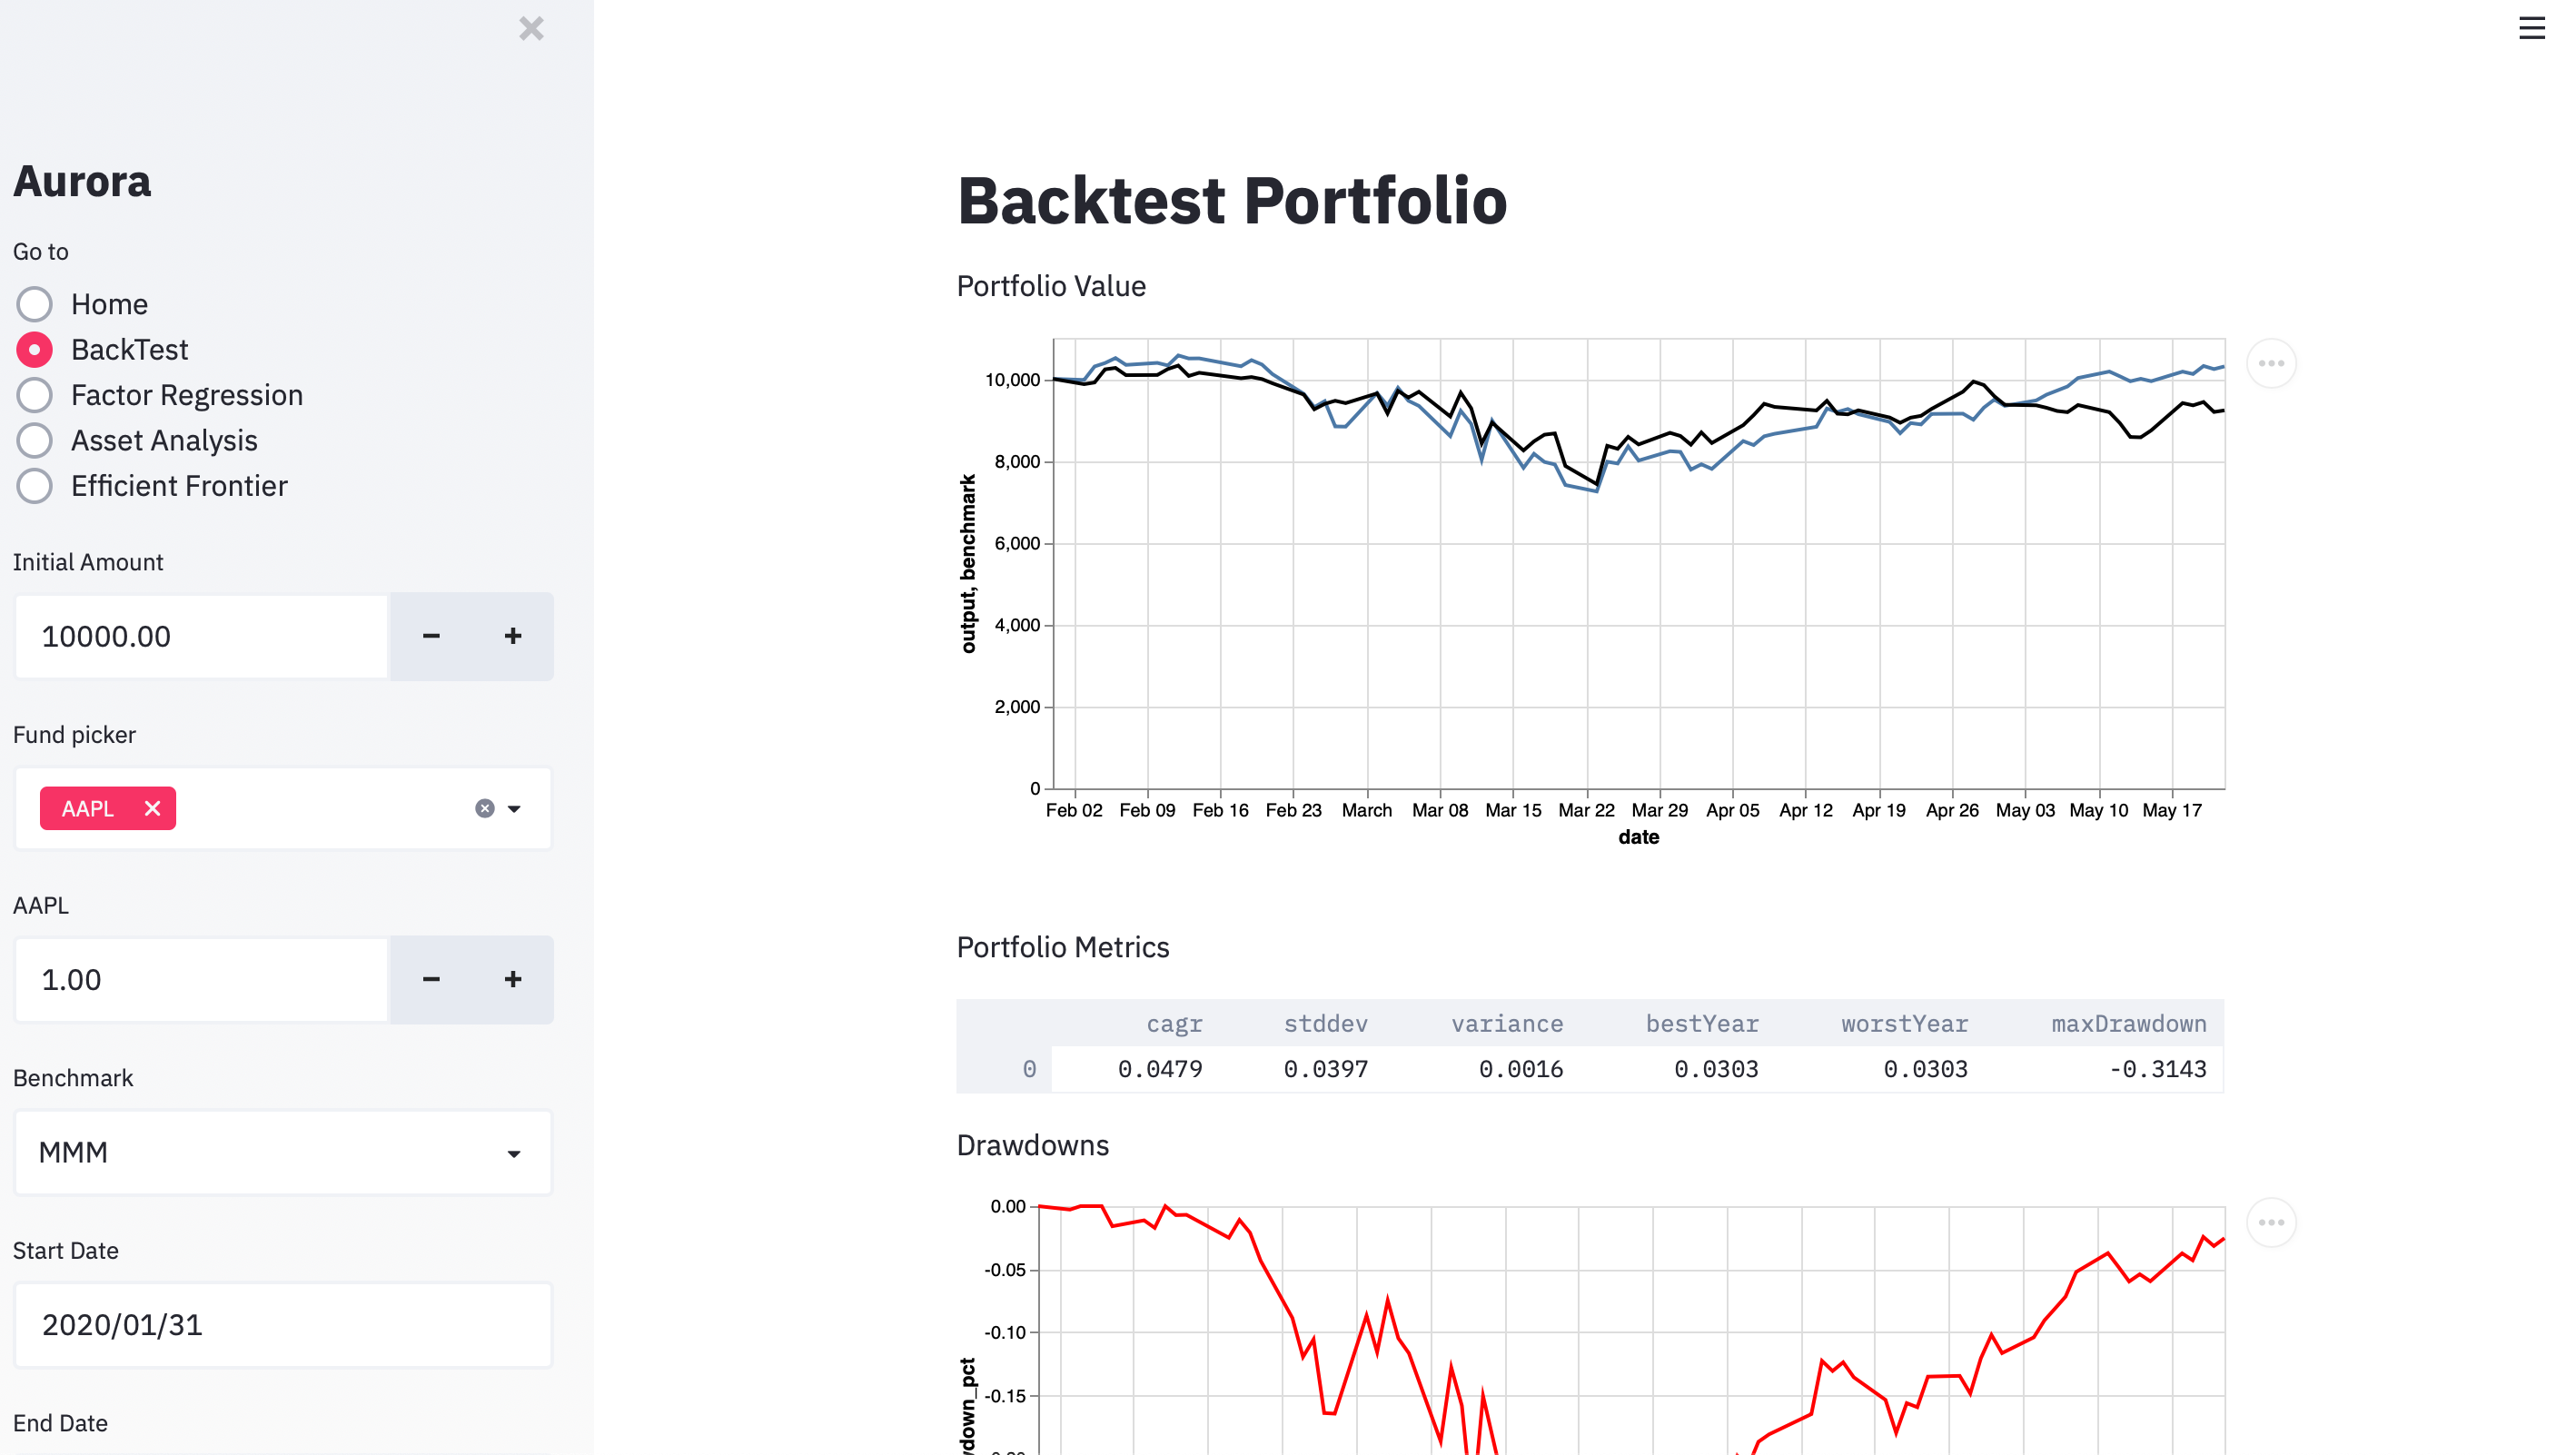 Aurora
Go to
Home
BackTest
Factor Regression
Asset Analysis
Efficient Frontier
Initial Amount
10000.00
Fund picker
AAPL
AAPL
1.00
Benchmark
MMM
Start Date
2020/01/31
End Date
Backtest Portfolio
Portfolio Value
10,000
8,000
6,000
4,000
2,000
0
output, benchmark
Feb 02 Feb 09 Feb 16 Feb 23 March Mar 08 Mar 15 Mar 22 Mar 29 Apr 05 Apr 12 Apr 19 Apr 26 May 03 May 10 May 17
date
Portfolio Metrics
cagr stddev variance bestYear worstYear maxDrawdown
0 0.0479 0.0397 0.0016 0.0303 0.0303 -0.3143
Drawdowns
0.00
-0.05
-0.10
-0.15